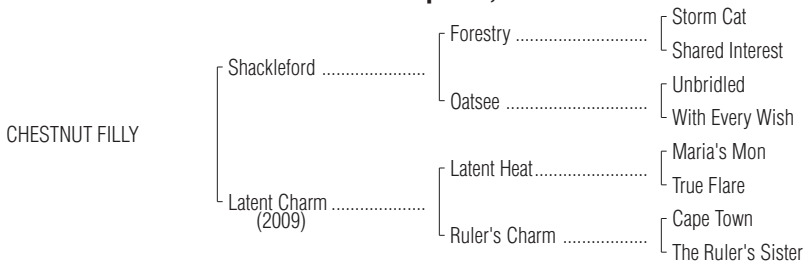 Storm Cat
Forestry ..............................
Shared Interest
Shackleford .......................
Unbridled
Oatsee ................................
With Every Wish
CHESTNUT FILLY
Maria's Mon
Latent Heat..........................
True Flare
Latent Charm .....................
(2009)
Cape Town
Ruler's Charm ...................
The Ruler's Sister